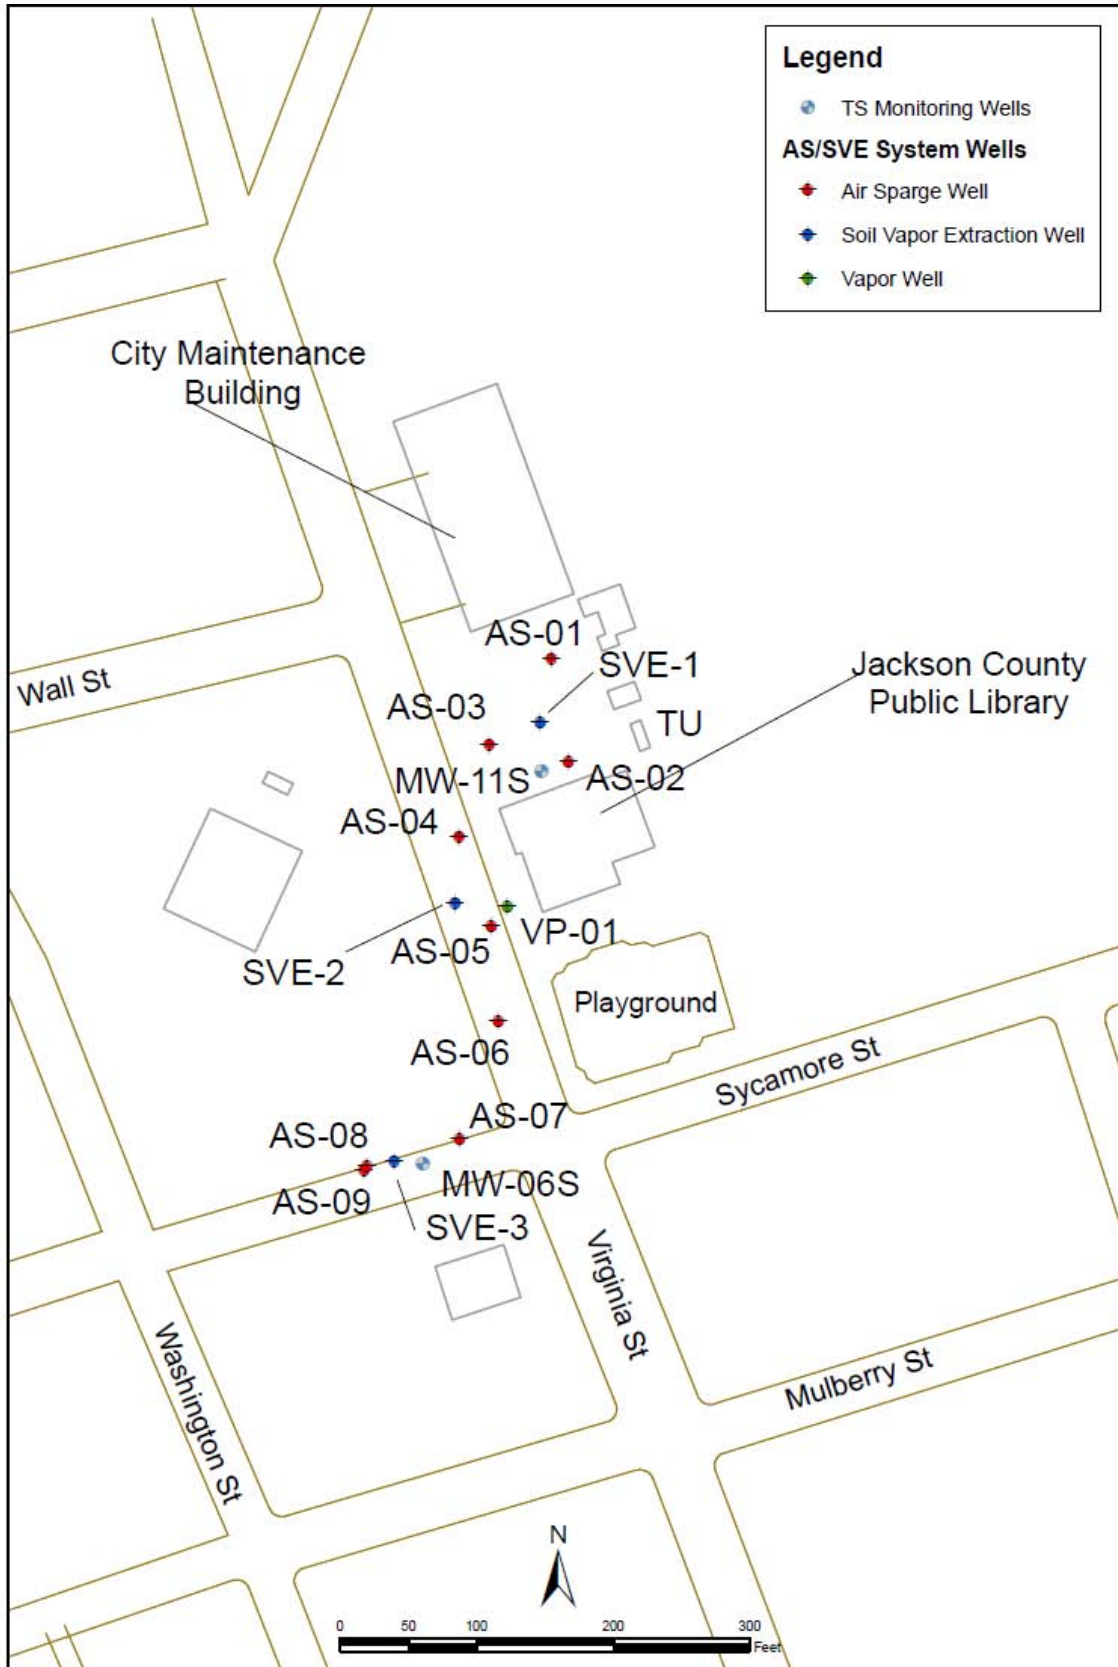 Legend
TS Monitoring Wells
AS/SVE System Wells
Air Sparge Well
Soil Vapor Extraction Well
Vapor Well
City Maintenance
Building
AS-01
SVE-1
Jackson County
Public Library
Wall St
AS-03
TU
MW-11S
AS-02
AS-04
VP-01
AS-05
SVE-2
Playground
AS-06
Sycamore St
AS-07
AS-08
MW-06S
AS-09
SVE-3
Virginia St
Washington St
Mulberry St
N
0 50 100 200 300
Feet